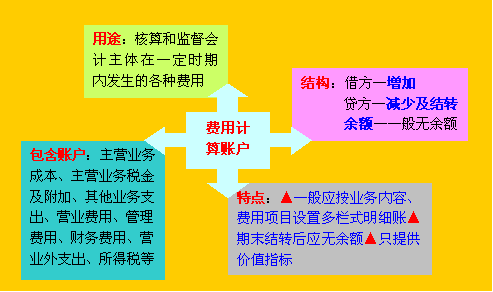 用途：核算和监督会
计主体在一定时期
内发生的各种费用
结构：借方一增加
贷方一减少及结转
余额一一般无余额
费用计
算账户
包含账户：主营业务
成本、主营业务税金
及附加、其他业务支
出、营业费用、管理
费用、财务费用、营
业外支出、所得税等
特点：▲一般应按业务内容、
费用项目设置多栏式明细账▲
期末结转后应无余额▲只提供
价值指标